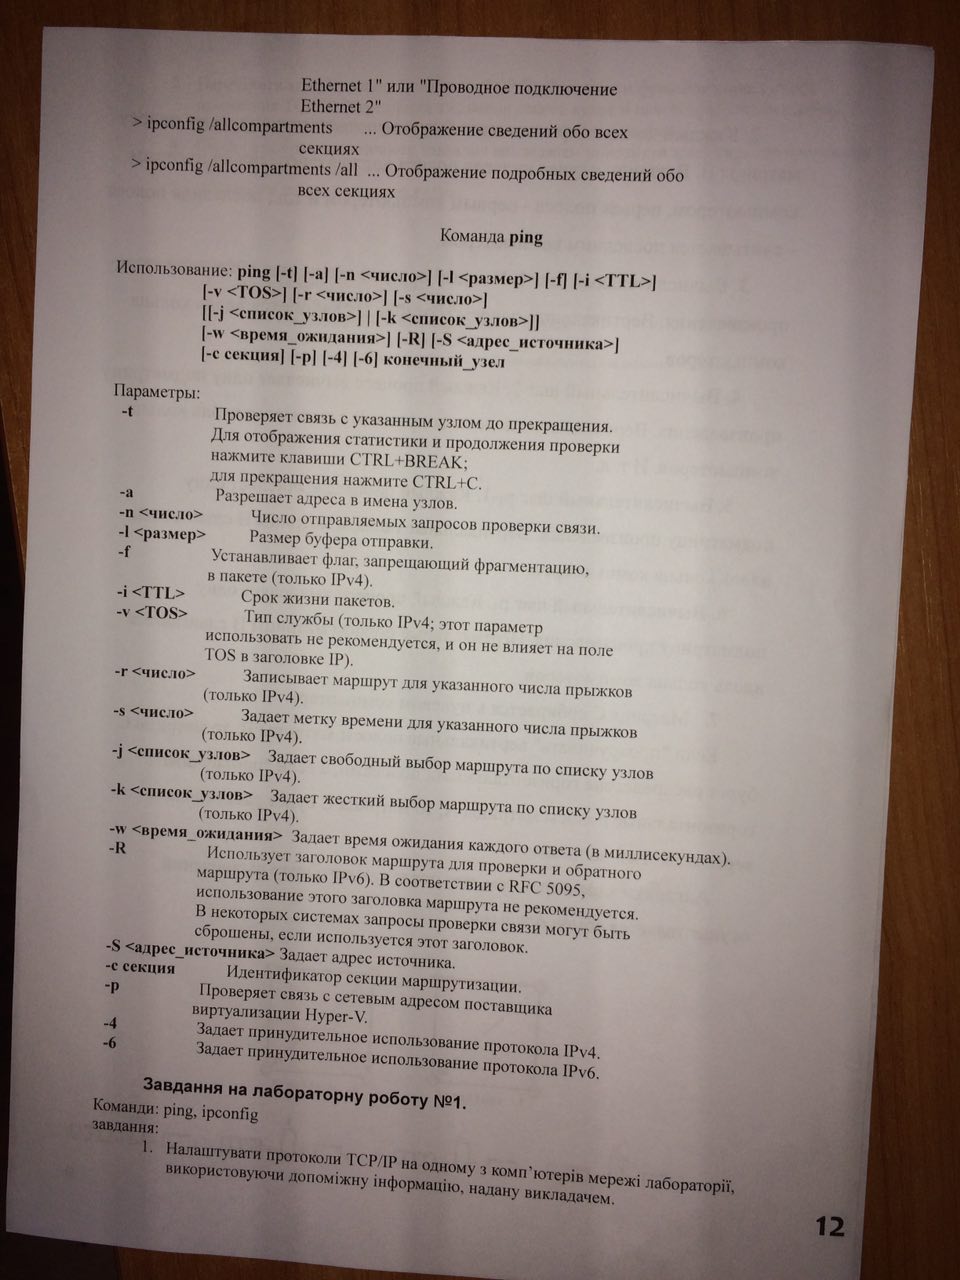 Ethernet 1" или "Проводное подключение
Ethernet 2"
> ipconfig /allcompartments ... Отображение сведений обо всех
секциях
> ipconfig /allcompartments /all ... Отображение подробных сведений обо
всех секциях
Команда ping
Использование: ping [-t] [-a] [-n <число>] [-l <размер>] [-f] [-i <TTL>]
[-v <TOS>] [-r <число>] [-s <число>]
[[-j <список_узлов>] | [-k <список_узлов>]]
[-w <время_ожидания>] [-R] [-S <адрес_источника>]
[-c секция] [-p] [-4] [-6] конечный_узел
Параметры:
-t Проверяет связь с указанным узлом до прекращения.
Для отображения статистики и продолжения проверки
нажмите клавиши CTRL+BREAK;
для прекращения нажмите CTRL+C.
-a Разрешает адреса в имена узлов.
-n <число> Число отправляемых запросов проверки связи.
-l <размер> Размер буфера отправки.
-f Устанавливает флаг, запрещающий фрагментацию,
в пакете (только IPv4).
-i <TTL> Срок жизни пакетов.
-v <TOS> Тип службы (только IPv4; этот параметр
использовать не рекомендуется, и он не влияет на поле
TOS в заголовке IP).
-r <число> Записывает маршрут для указанного числа прыжков
(только IPv4).
-s <число> Задает метку времени для указанного числа прыжков
(только IPv4).
-j <список_узлов> Задает свободный выбор маршрута по списку узлов
(только IPv4).
-k <список_узлов> Задает жесткий выбор маршрута по списку узлов
(только IPv4).
-w <время_ожидания> Задает время ожидания каждого ответа (в миллисекундах).
-R Использует заголовок маршрута для проверки и обратного
маршрута (только IPv6). В соответствии с RFC 5095,
использование этого заголовка маршрута не рекомендуется.
В некоторых системах запросы проверки связи могут быть
сброшены, если используется этот заголовок.
-S <адрес_источника> Задает адрес источника.
-c секция Идентификатор секции маршрутизации.
-p Проверяет связь с сетевым адресом поставщика
виртуализации Hyper-V.
-4 Задает принудительное использование протокола IPv4.
-6 Задает принудительное использование протокола IPv6.
Завдання на лабораторну роботу №1.
Команди: ping, ipconfig
завдання:
1. Налаштувати протоколи TCP/IP на одному з комп’ютерів мережі лабораторії,
використовуючи допоміжну інформацію, надану викладачем.
12